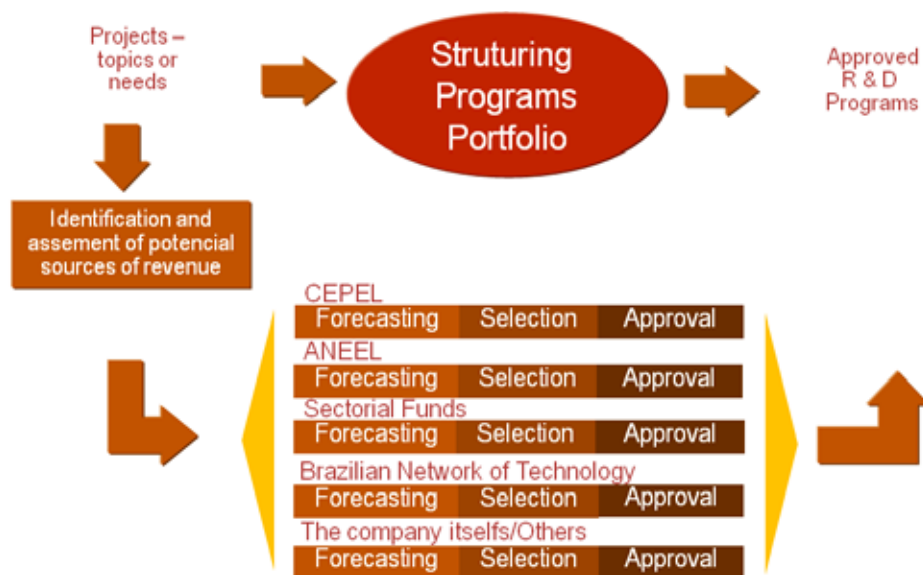 Projects –
topics or
needs
Struturing
Programs
Portfolio
Approved
R & D
Programs
Identification and
assement of potencial
sources of revenue
CEPEL
Forecasting Selection Approval
ANEEL
Forecasting Selection Approval
Sectorial Funds
Forecasting Selection Approval
Brazilian Network of Technology
Forecasting Selection Approval
The company itselfs/Others
Forecasting Selection Approval